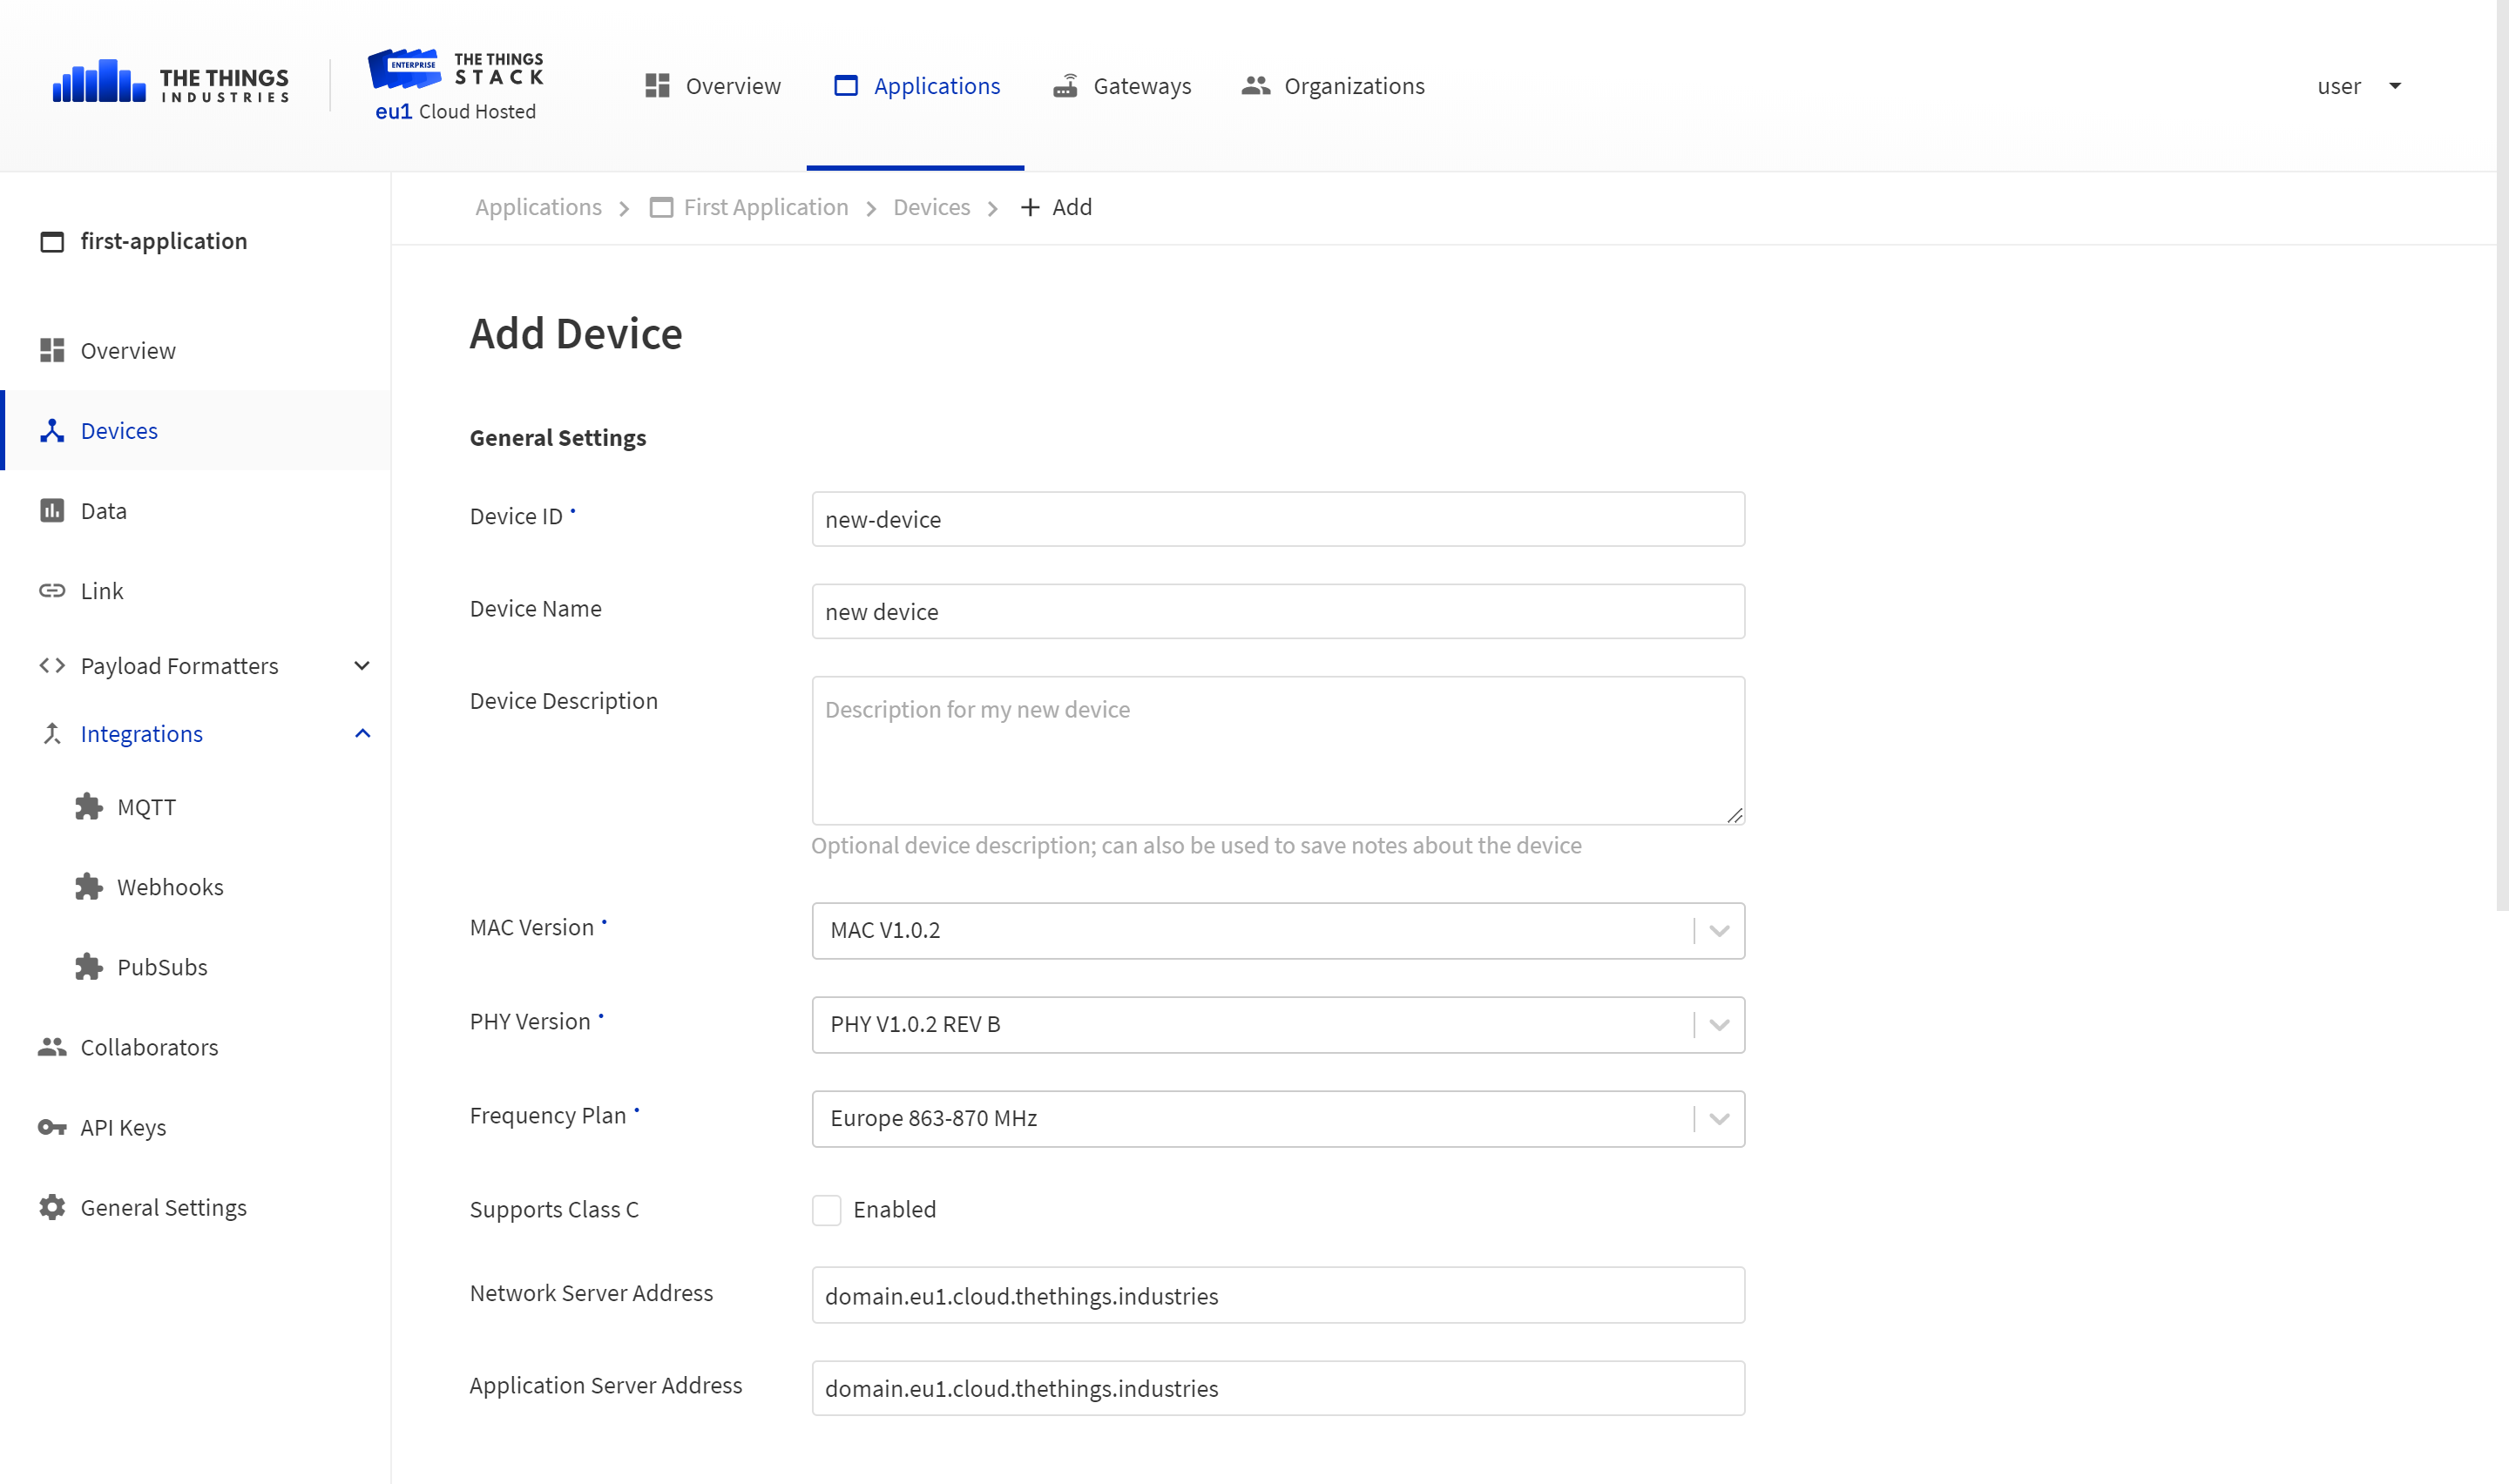 THE THINGS
INDUSTRIES
ENTERPRISE
THE THINGS
STACK
eu1 Cloud Hosted
Overview
Applications
Gateways
Organizations
user
first-application
Overview
Devices
Data
Link
Payload Formatters
Integrations
MQTT
Webhooks
PubSubs
Collaborators
API Keys
General Settings
Applications > First Application > Devices > + Add
Add Device
General Settings
Device ID •
new-device
Device Name
new device
Device Description
Description for my new device
Optional device description; can also be used to save notes about the device
MAC Version •
MAC V1.0.2
PHY Version •
PHY V1.0.2 REV B
Frequency Plan •
Europe 863-870 MHz
Supports Class C
Enabled
Network Server Address
domain.eu1.cloud.thethings.industries
Application Server Address
domain.eu1.cloud.thethings.industries